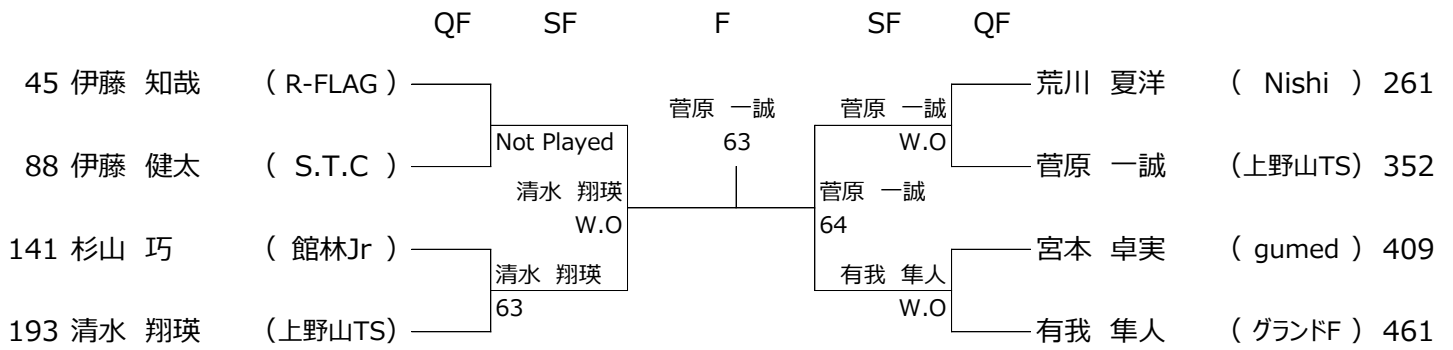 QF SF F SF QF
45 伊藤 知哉 ( R-FLAG ) 荒川 夏洋 ( Nishi ) 261
菅原 一誠 菅原 一誠
Not Played 63 W.O
88 伊藤 健太 ( S.T.C ) 菅原 一誠 (上野山TS) 352
清水 翔瑛 菅原 一誠
W.O 64
141 杉山 巧 ( 館林Jr ) 宮本 卓実 ( gumed ) 409
清水 翔瑛 有我 隼人
63 W.O
193 清水 翔瑛 (上野山TS) 有我 隼人 ( グランドF ) 461